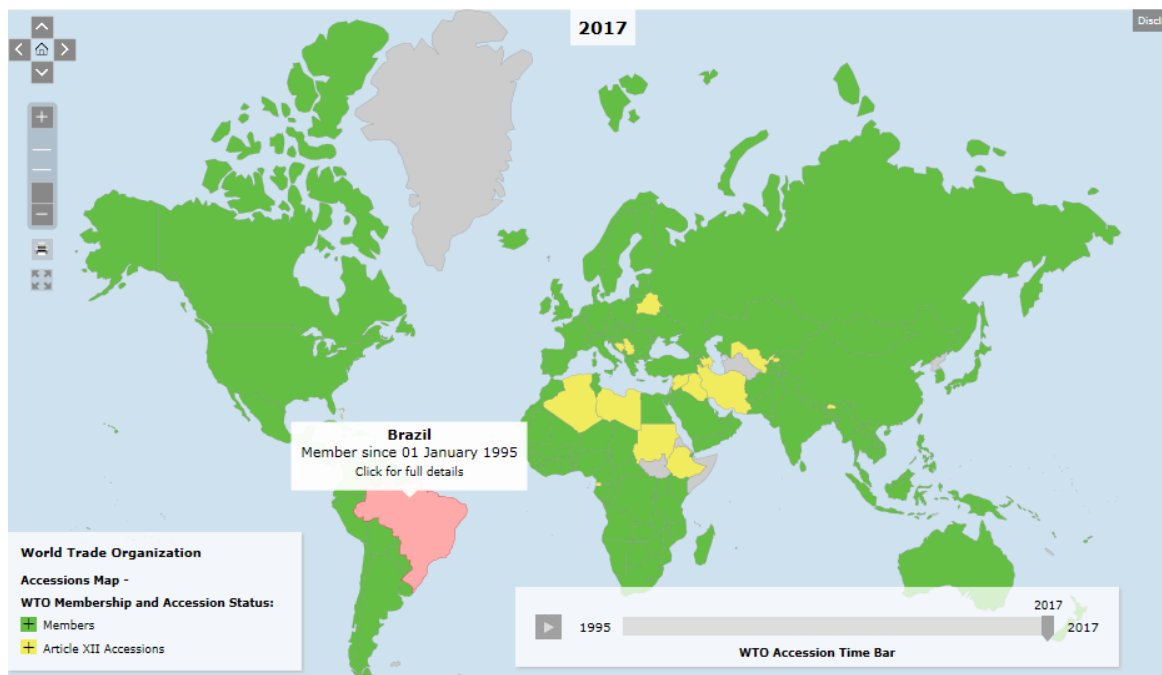 2017
Discl
Brazil
Member since 01 January 1995
Click for full details
World Trade Organization
Accessions Map -
WTO Membership and Accession Status:
Members
Article XII Accessions
2017
1995
2017
WTO Accession Time Bar